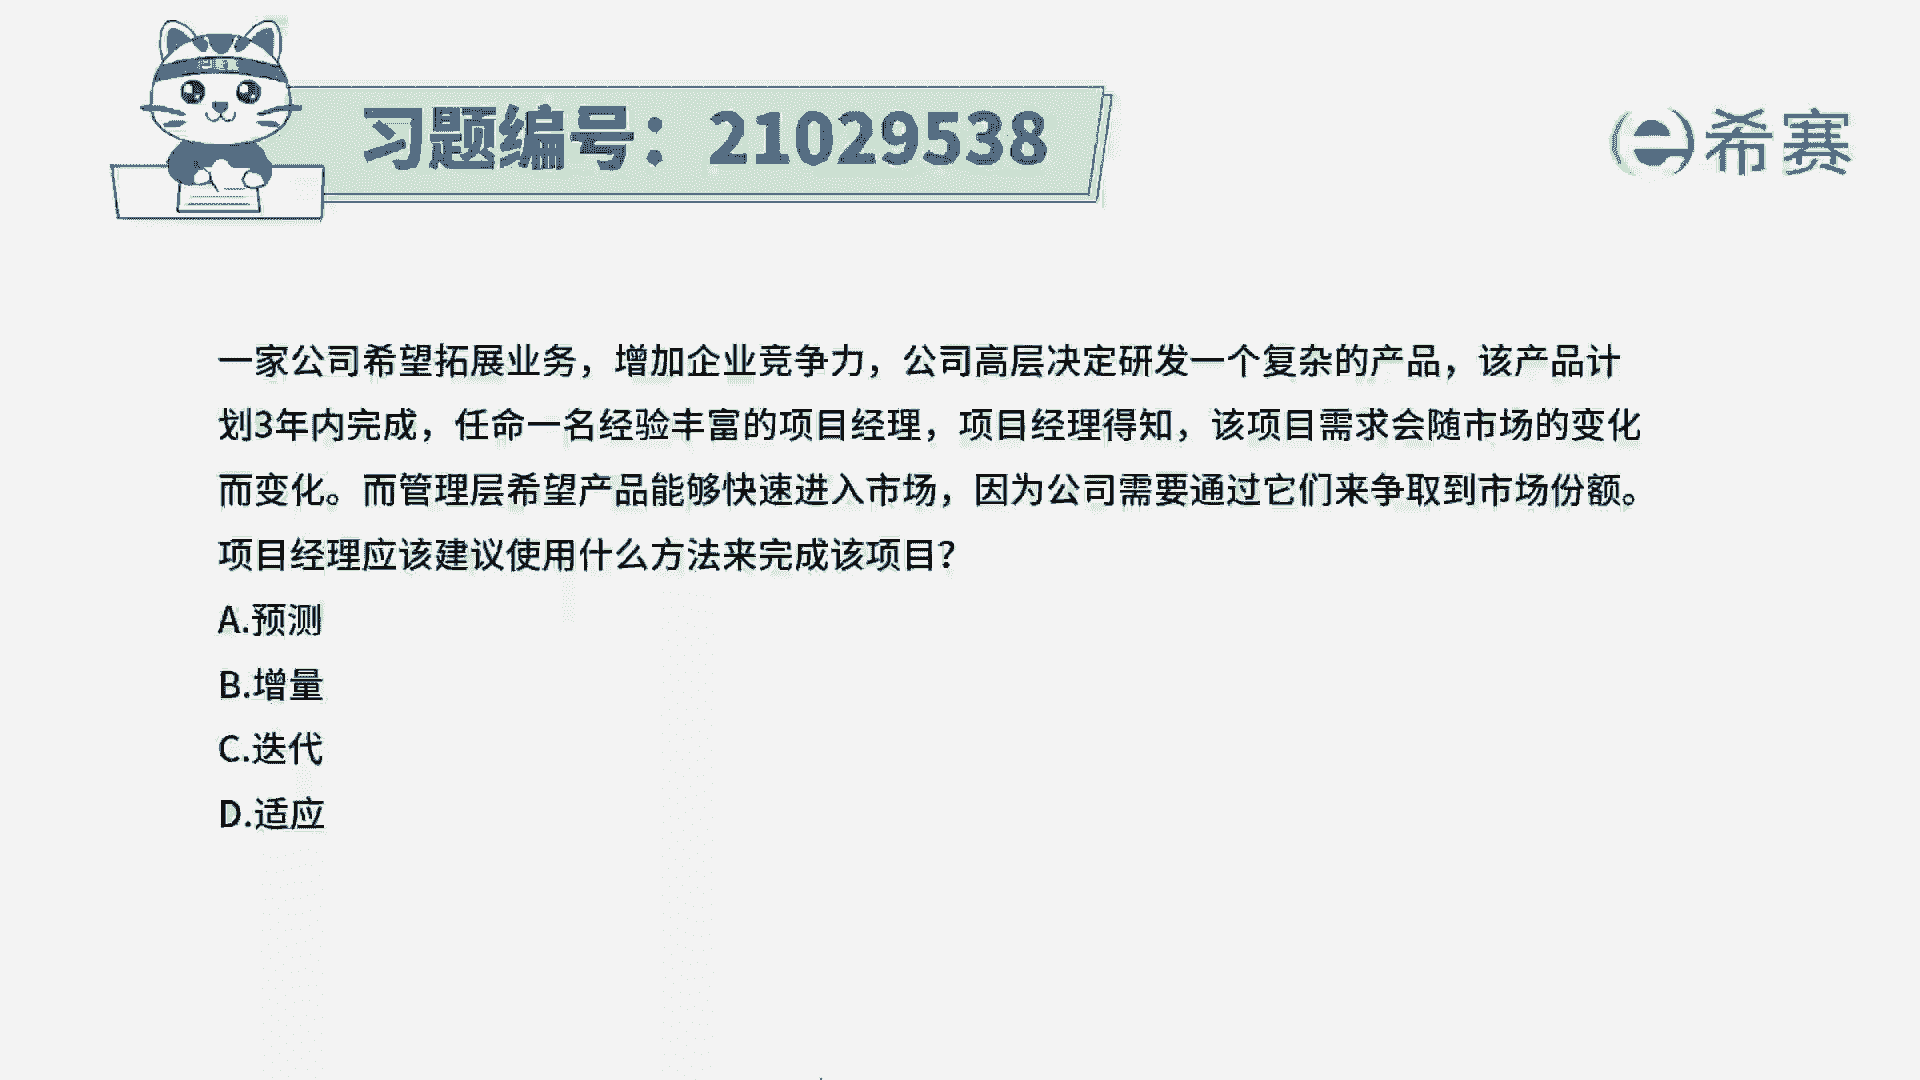 习题编号：21029538
希赛
一家公司希望拓展业务，增加企业竞争力，公司高层决定研发一个复杂的产品，该产品计
划3年内完成，任命一名经验丰富的项目经理，项目经理得知，该项目需求会随市场的变化
而变化。而管理层希望产品能够快速进入市场，因为公司需要通过它们来争取到市场份额。
项目经理应该建议使用什么方法来完成该项目？
A.预测
B.增量
C.迭代
D.适应